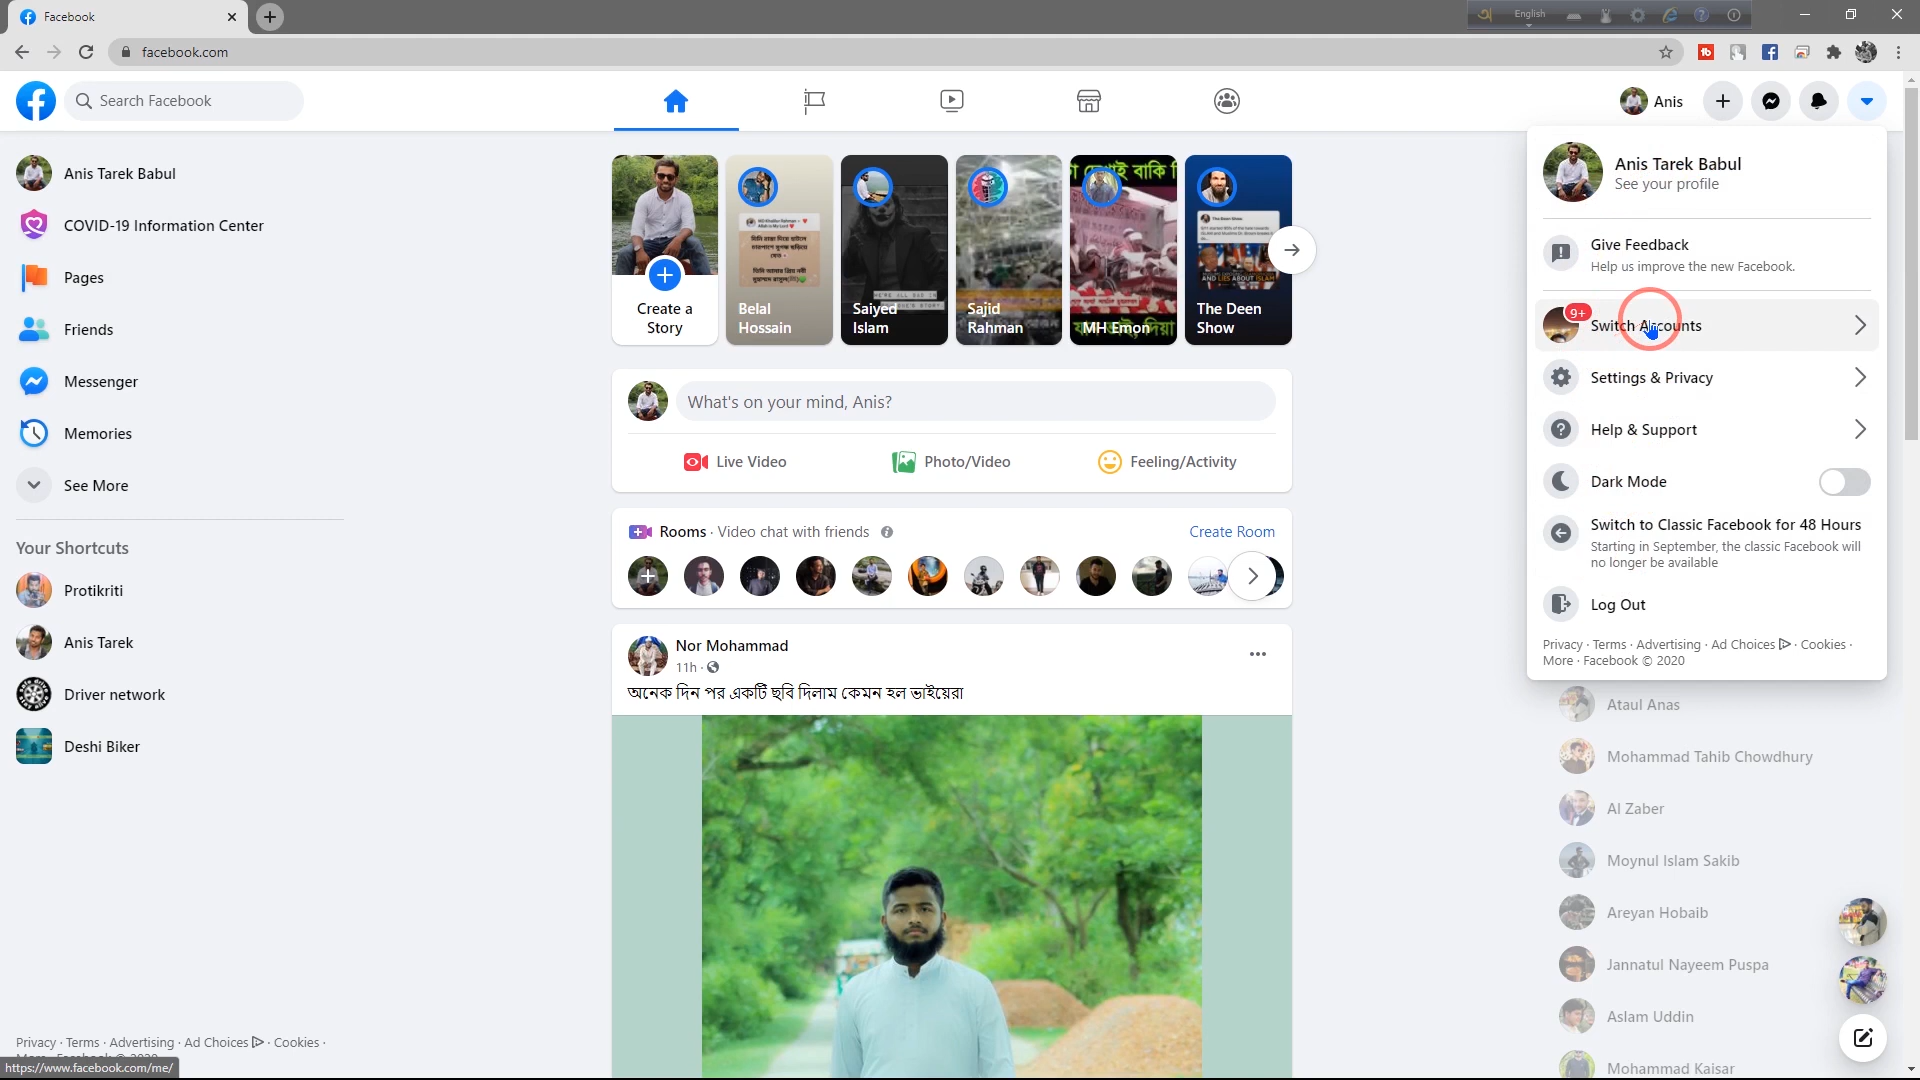 Facebook
English
facebook.com
Search Facebook
Anis
Anis Tarek Babul
COVID-19 Information Center
Pages
Friends
Messenger
Memories
See More
Your Shortcuts
Protikriti
Anis Tarek
Driver network
Deshi Biker
Privacy · Terms · Advertising · Ad Choices · Cookies ·
https://www.facebook.com/me/
Create a
Story
Belal
Hossain
Saiyed
Islam
Sajid
Rahman
MH Emon
The Deen
Show
What's on your mind, Anis?
Live Video
Photo/Video
Feeling/Activity
Rooms · Video chat with friends
Create Room
Nor Mohammad
11h ·
অনেক দিন পর একটি ছবি দিলাম কেমন হল ভাইয়েরা
Anis Tarek Babul
See your profile
Give Feedback
Help us improve the new Facebook.
9+
Switch Accounts
Settings & Privacy
Help & Support
Dark Mode
Switch to Classic Facebook for 48 Hours
Starting in September, the classic Facebook will
no longer be available
Log Out
Privacy · Terms · Advertising · Ad Choices · Cookies ·
More · Facebook © 2020
Ataul Anas
Mohammad Tahib Chowdhury
Al Zaber
Moynul Islam Sakib
Areyan Hobaib
Jannatul Nayeem Puspa
Aslam Uddin
Mohammad Kaisar